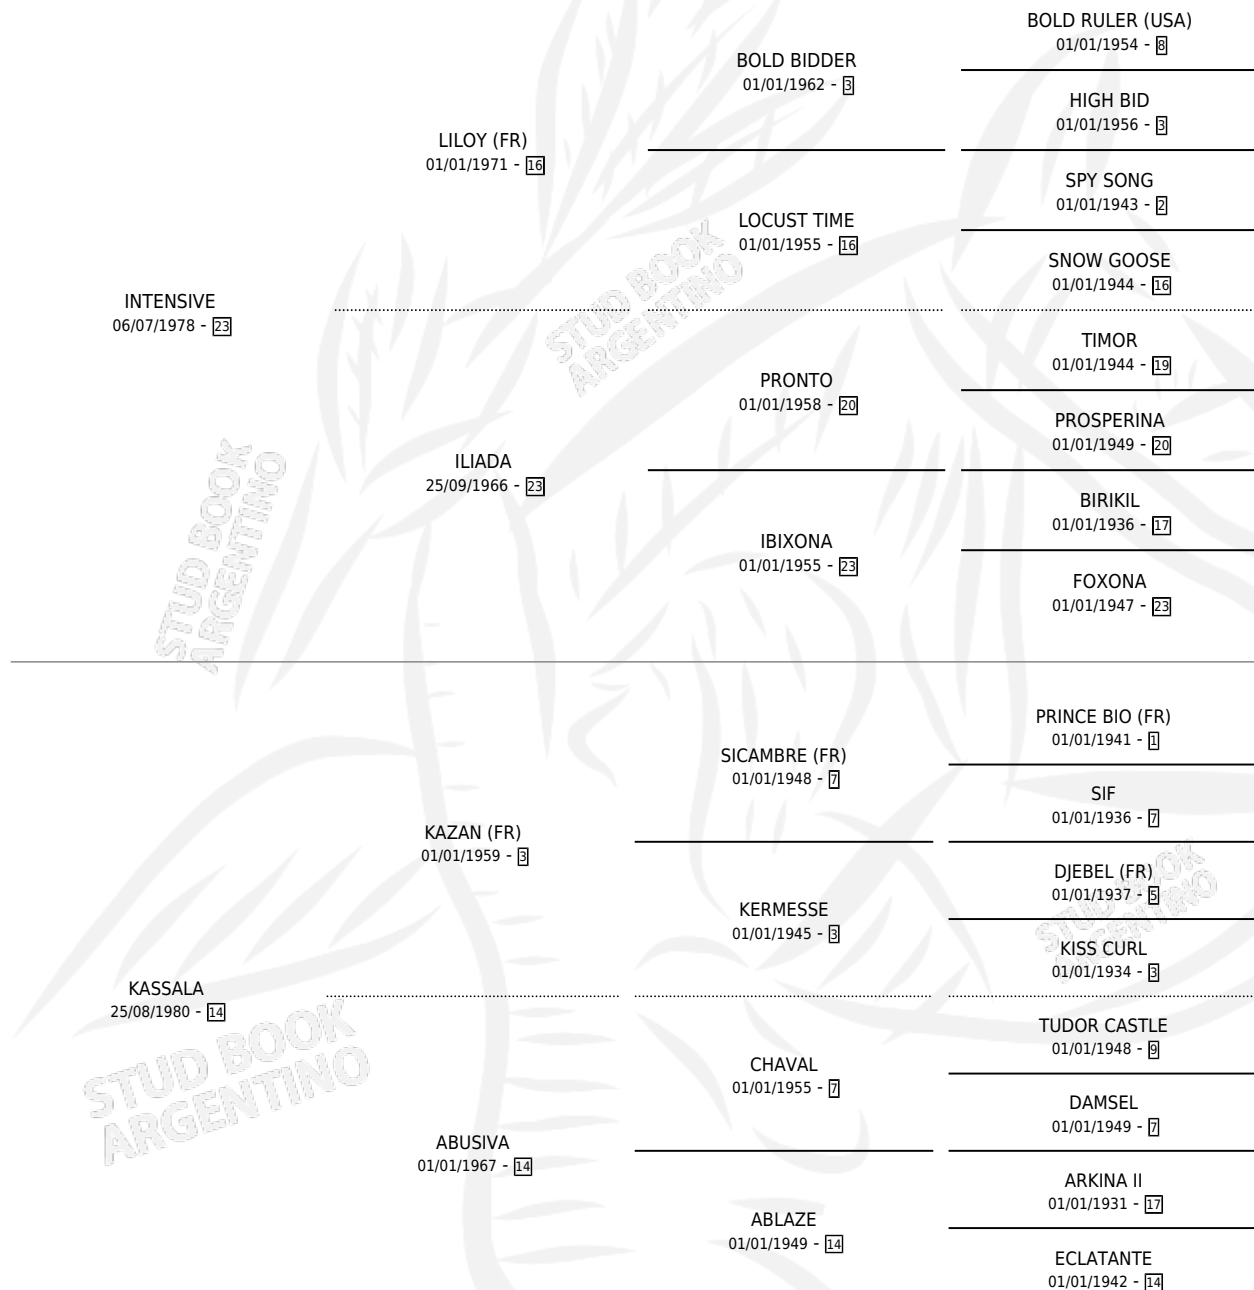 BOLD RULER (USA)
01/01/1954 - 8
BOLD BIDDER
01/01/1962 - 3
HIGH BID
01/01/1956 - 3
LILOY (FR)
01/01/1971 - 16
SPY SONG
01/01/1943 - 2
LOCUST TIME
01/01/1955 - 16
SNOW GOOSE
01/01/1944 - 16
INTENSIVE
06/07/1978 - 23
TIMOR
01/01/1944 - 19
PRONTO
01/01/1958 - 20
PROSPERINA
01/01/1949 - 20
ILIADA
25/09/1966 - 23
BIRIKIL
01/01/1936 - 17
IBIXONA
01/01/1955 - 23
FOXONA
01/01/1947 - 23
PRINCE BIO (FR)
01/01/1941 - 1
SICAMBRE (FR)
01/01/1948 - 7
SIF
01/01/1936 - 7
KAZAN (FR)
01/01/1959 - 3
DJEBEL (FR)
01/01/1937 - 5
KERMESSE
01/01/1945 - 3
KISS CURL
01/01/1934 - 3
KASSALA
25/08/1980 - 14
TUDOR CASTLE
01/01/1948 - 9
CHAVAL
01/01/1955 - 7
DAMSEL
01/01/1949 - 7
ABUSIVA
01/01/1967 - 14
ARKINA II
01/01/1931 - 17
ABLAZE
01/01/1949 - 14
ECLATANTE
01/01/1942 - 14
STUD BOOK
ARGENTINO
STUD BOOK
ARGENTINO
STUD BOOK
ARGENTINO
STUD BOOK
ARGENTINO